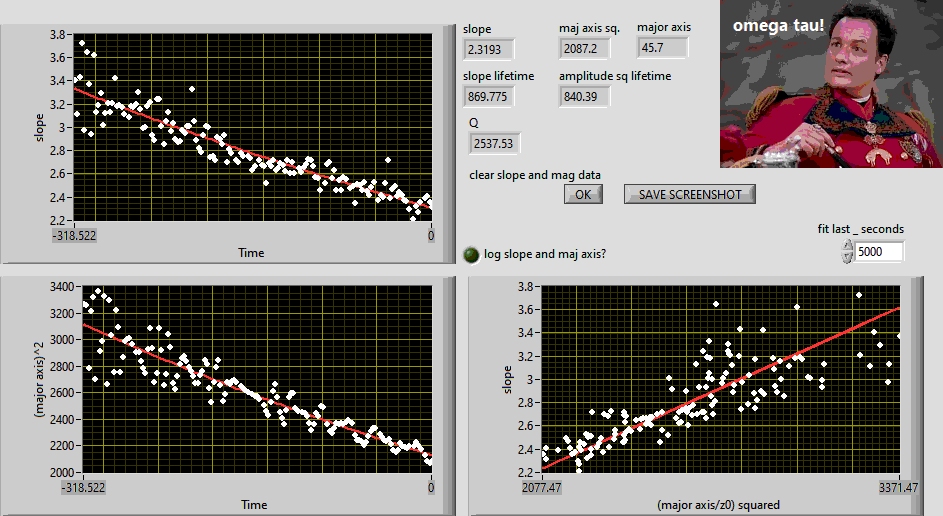 3.8
3.6
3.4
3.2
3
2.8
2.6
2.4
2.2
slope
-318.522
0
Time
slope
2.3193
maj axis sq.
2087.2
major axis
45.7
slope lifetime
869.775
amplitude sq lifetime
840.39
Q
2537.53
omega tau!
clear slope and mag data
OK
SAVE SCREENSHOT
fit last _ seconds
5000
log slope and maj axis?
3400
3200
3000
2800
2600
2400
2200
2000
(major axis)^2
-318.522
0
Time
3.8
3.6
3.4
3.2
3
2.8
2.6
2.4
2.2
slope
2077.47
3371.47
(major axis/z0) squared